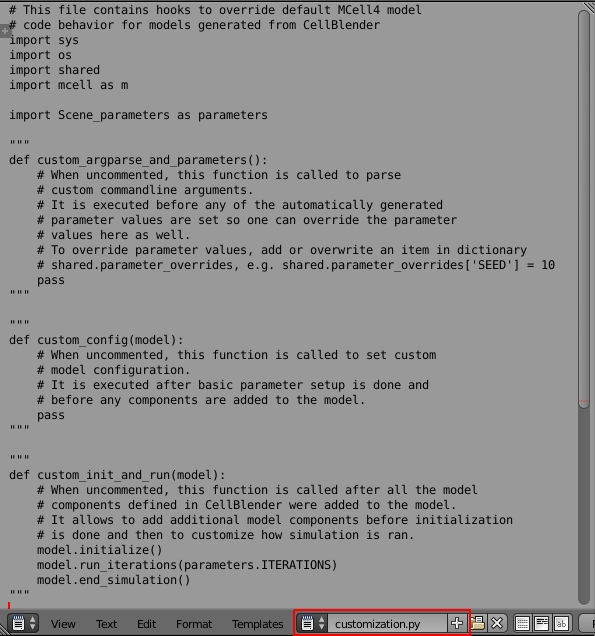 # This file contains hooks to override default MCell4 model
# code behavior for models generated from CellBlender
import sys
import os
import shared
import mcell as m

import Scene_parameters as parameters

"""
def custom_argparse_and_parameters():
    # When uncommented, this function is called to parse
    # custom commandline arguments.
    # It is executed before any of the automatically generated
    # parameter values are set so one can override the parameter
    # values here as well.
    # To override parameter values, add or overwrite an item in dictionary
    # shared.parameter_overrides, e.g. shared.parameter_overrides['SEED'] = 10
    pass
"""

"""
def custom_config(model):
    # When uncommented, this function is called to set custom
    # model configuration.
    # It is executed after basic parameter setup is done and
    # before any components are added to the model.
    pass
"""

"""
def custom_init_and_run(model):
    # When uncommented, this function is called after all the model
    # components defined in CellBlender were added to the model.
    # It allows to add additional model components before initialization
    # is done and then to customize how simulation is ran.
    model.initialize()
    model.run_iterations(parameters.ITERATIONS)
    model.end_simulation()
"""
View Text Edit Format Templates customization.py ab